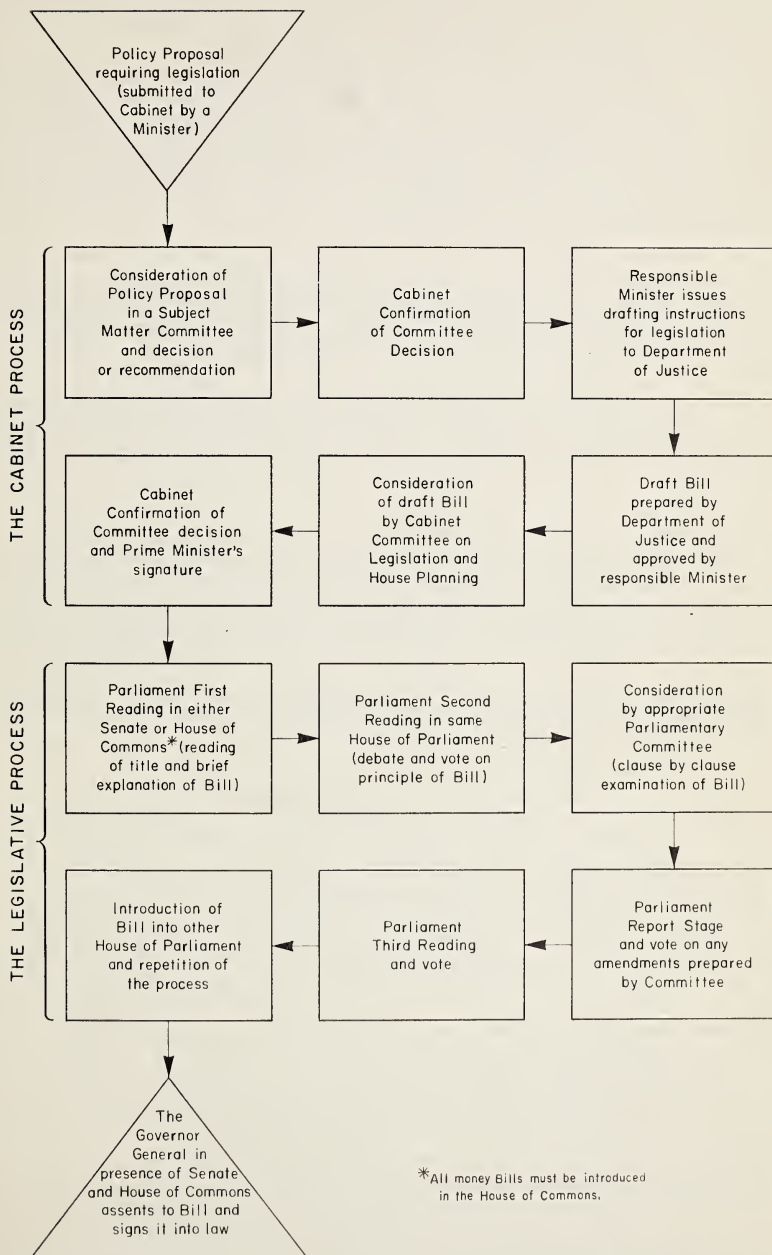 Policy Proposal
requiring legislation
(submitted to
Cabinet by a
Minister)
THE CABINET PROCESS
Consideration of
Policy Proposal
in a Subject
Matter Committee
and decision
or recommendation
Cabinet
Confirmation
of Committee
Decision
Responsible
Minister issues
drafting instructions
for legislation
to Department
of Justice
Draft Bill
prepared by
Department of
Justice and
approved by
responsible Minister
Consideration
of draft Bill
by Cabinet
Committee on
Legislation and
House Planning
Cabinet
Confirmation of
Committee decision
and Prime Minister's
signature
THE LEGISLATIVE PROCESS
Parliament First
Reading in either
Senate or House of
Commons* (reading
of title and brief
explanation of Bill)
Parliament Second
Reading in same
House of Parliament
(debate and vote on
principle of Bill)
Consideration
by appropriate
Parliamentary
Committee
(clause by clause
examination of Bill)
Parliament
Report Stage
and vote on any
amendments prepared
by Committee
Parliament
Third Reading
and vote
Introduction of
Bill into other
House of Parliament
and repetition of
the process
The
Governor
General in
presence of Senate
and House of Commons
assents to Bill and
signs it into law
*All money Bills must be introduced
in the House of Commons.